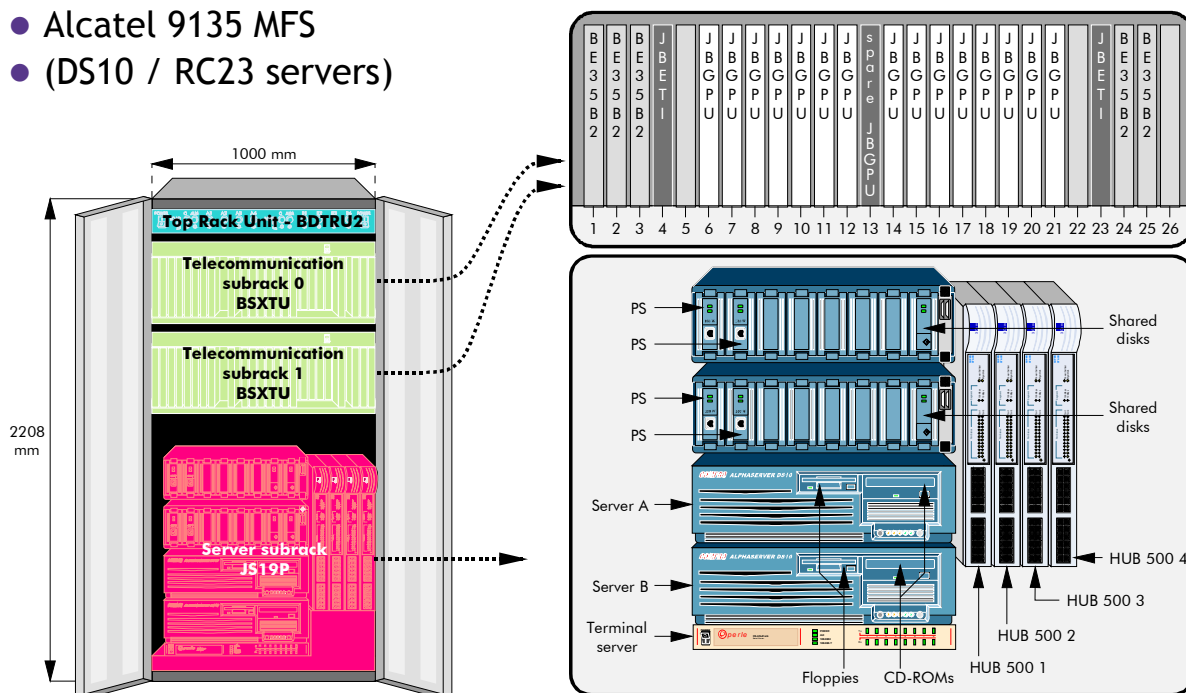 Alcatel 9135 MFS
(DS10 / RC23 servers)
1000 mm
2208
mm
Top Rack Unit - BDTRU2
Telecommunication
subrack 0
BSXTU
Telecommunication
subrack 1
BSXTU
Server subrack
JS19P
BE35B2
BE35B2
BE35B2
JBETI
JBGPU
JBGPU
JBGPU
JBGPU
JBGPU
JBGPU
JBGPU
spare JBGPU
JBGPU
JBGPU
JBGPU
JBGPU
JBGPU
JBGPU
JBGPU
JBGPU
JBETI
BE35B2
BE35B2
1 2 3 4 5 6 7 8 9 10 11 12 13 14 15 16 17 18 19 20 21 22 23 24 25 26
PS
PS
Shared
disks
PS
PS
Shared
disks
ALPHASERVER DS10
Server A
ALPHASERVER DS10
Server B
Terminal
server
perle
Floppies
CD-ROMs
HUB 500 1
HUB 500 2
HUB 500 3
HUB 500 4